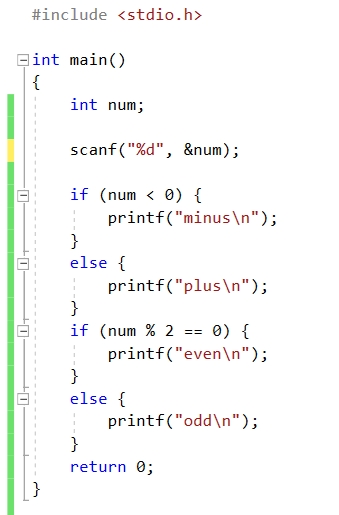 #include <stdio.h>
int main()
{
int num;
scanf("%d", &num);
if (num < 0) {
printf("minus\n");
}
else {
printf("plus\n");
}
if (num % 2 == 0) {
printf("even\n");
}
else {
printf("odd\n");
}
return 0;
}